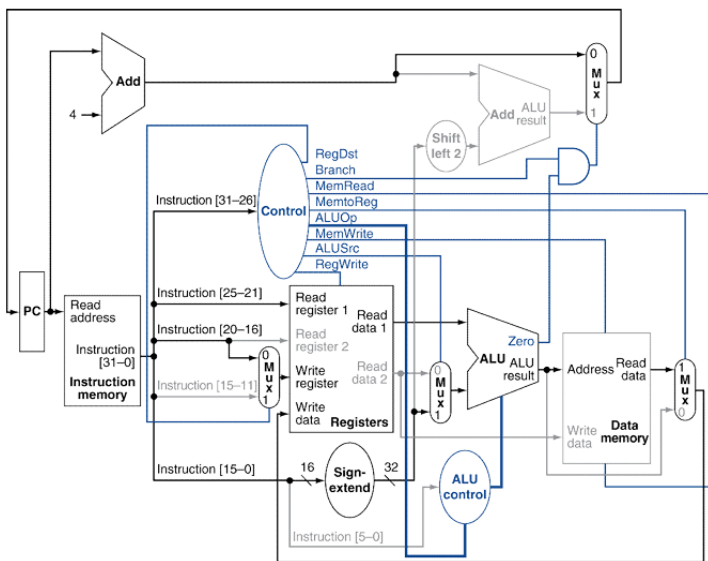 0
Mux
1
Add
4
Add
ALU
result
Shift
left 2
RegDst
Branch
MemRead
MemtoReg
ALUOp
MemWrite
ALUSrc
RegWrite
Control
Instruction [31–26]
PC
Read
address
Instruction
[31–0]
Instruction
memory
Instruction [25–21]
Instruction [20–16]
Instruction [15–11]
0
Mux
1
Read
register 1
Read
register 2
Write
register
Write
data
Read
data 1
Read
data 2
Registers
0
Mux
1
Zero
ALU
ALU
result
Address
Read
data
Write
data
Data
memory
1
Mux
0
Instruction [15–0]
16
Sign-
extend
32
ALU
control
Instruction [5–0]